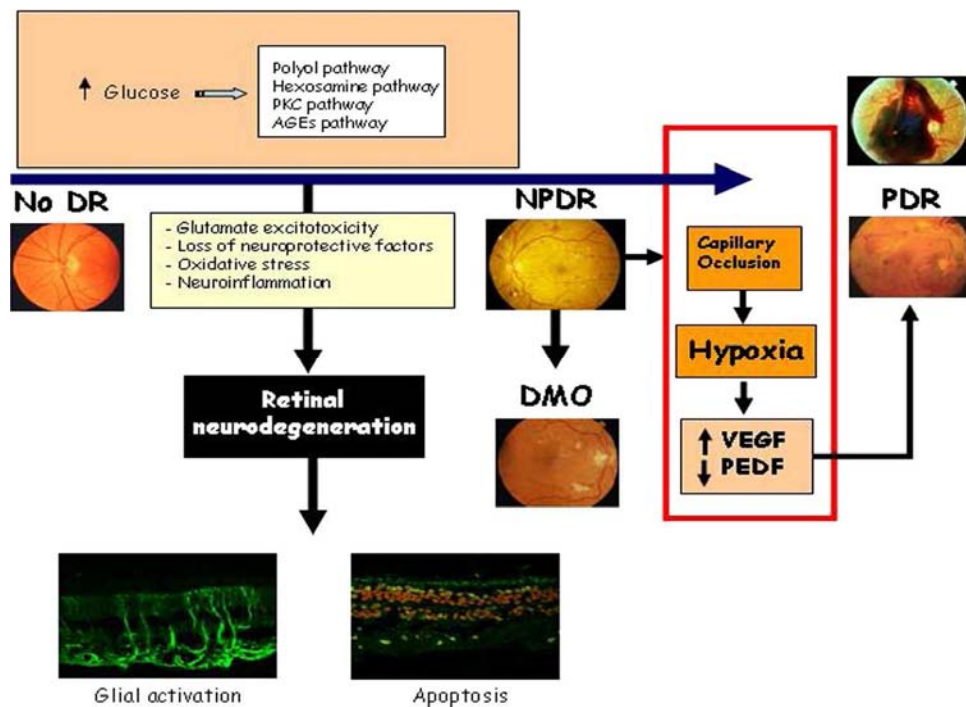 Polyol pathway
Hexosamine pathway
PKC pathway
AGEs pathway
↑ Glucose
No DR
NPDR
PDR
- Glutamate excitotoxicity
- Loss of neuroprotective factors
- Oxidative stress
- Neuroinflammation
Capillary
Occlusion
Hypoxia
Retinal
neurodegeneration
DMO
↑ VEGF
↓ PEDF
Glial activation
Apoptosis